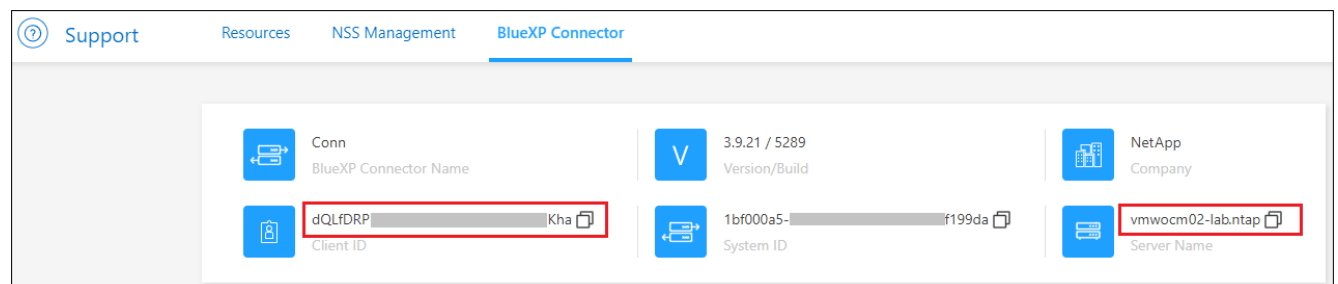 Support Resources NSS Management BlueXP Connector
Conn
BlueXP Connector Name
V
3.9.21 / 5289
Version/Build
NetApp
Company
dQLfDRP Kha
Client ID
1bf000a5- f199da
System ID
vmwocm02-lab.ntap
Server Name